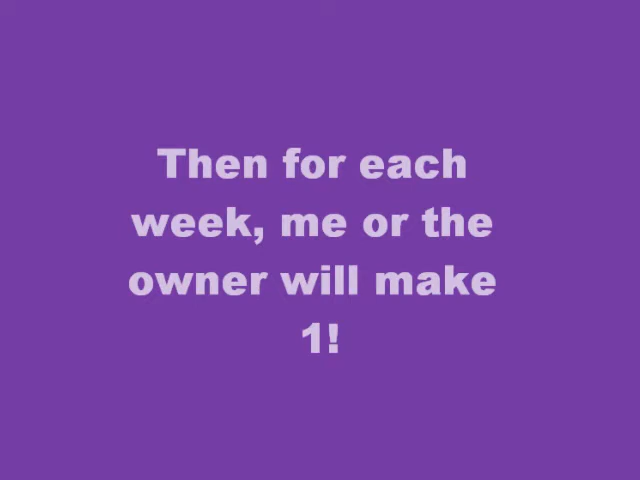 Then for each
week, me or the
owner will make
1!